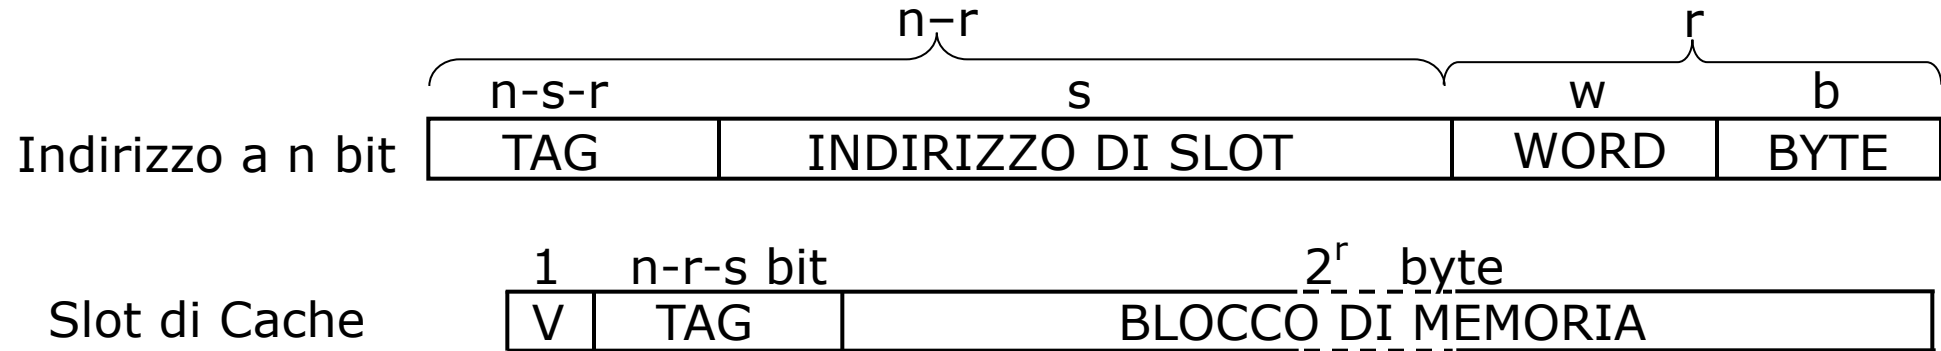 n–r r
n-s-r s w b
Indirizzo a n bit TAG INDIRIZZO DI SLOT WORD BYTE
1 n-r-s bit 2^r byte
Slot di Cache V TAG BLOCCO DI MEMORIA